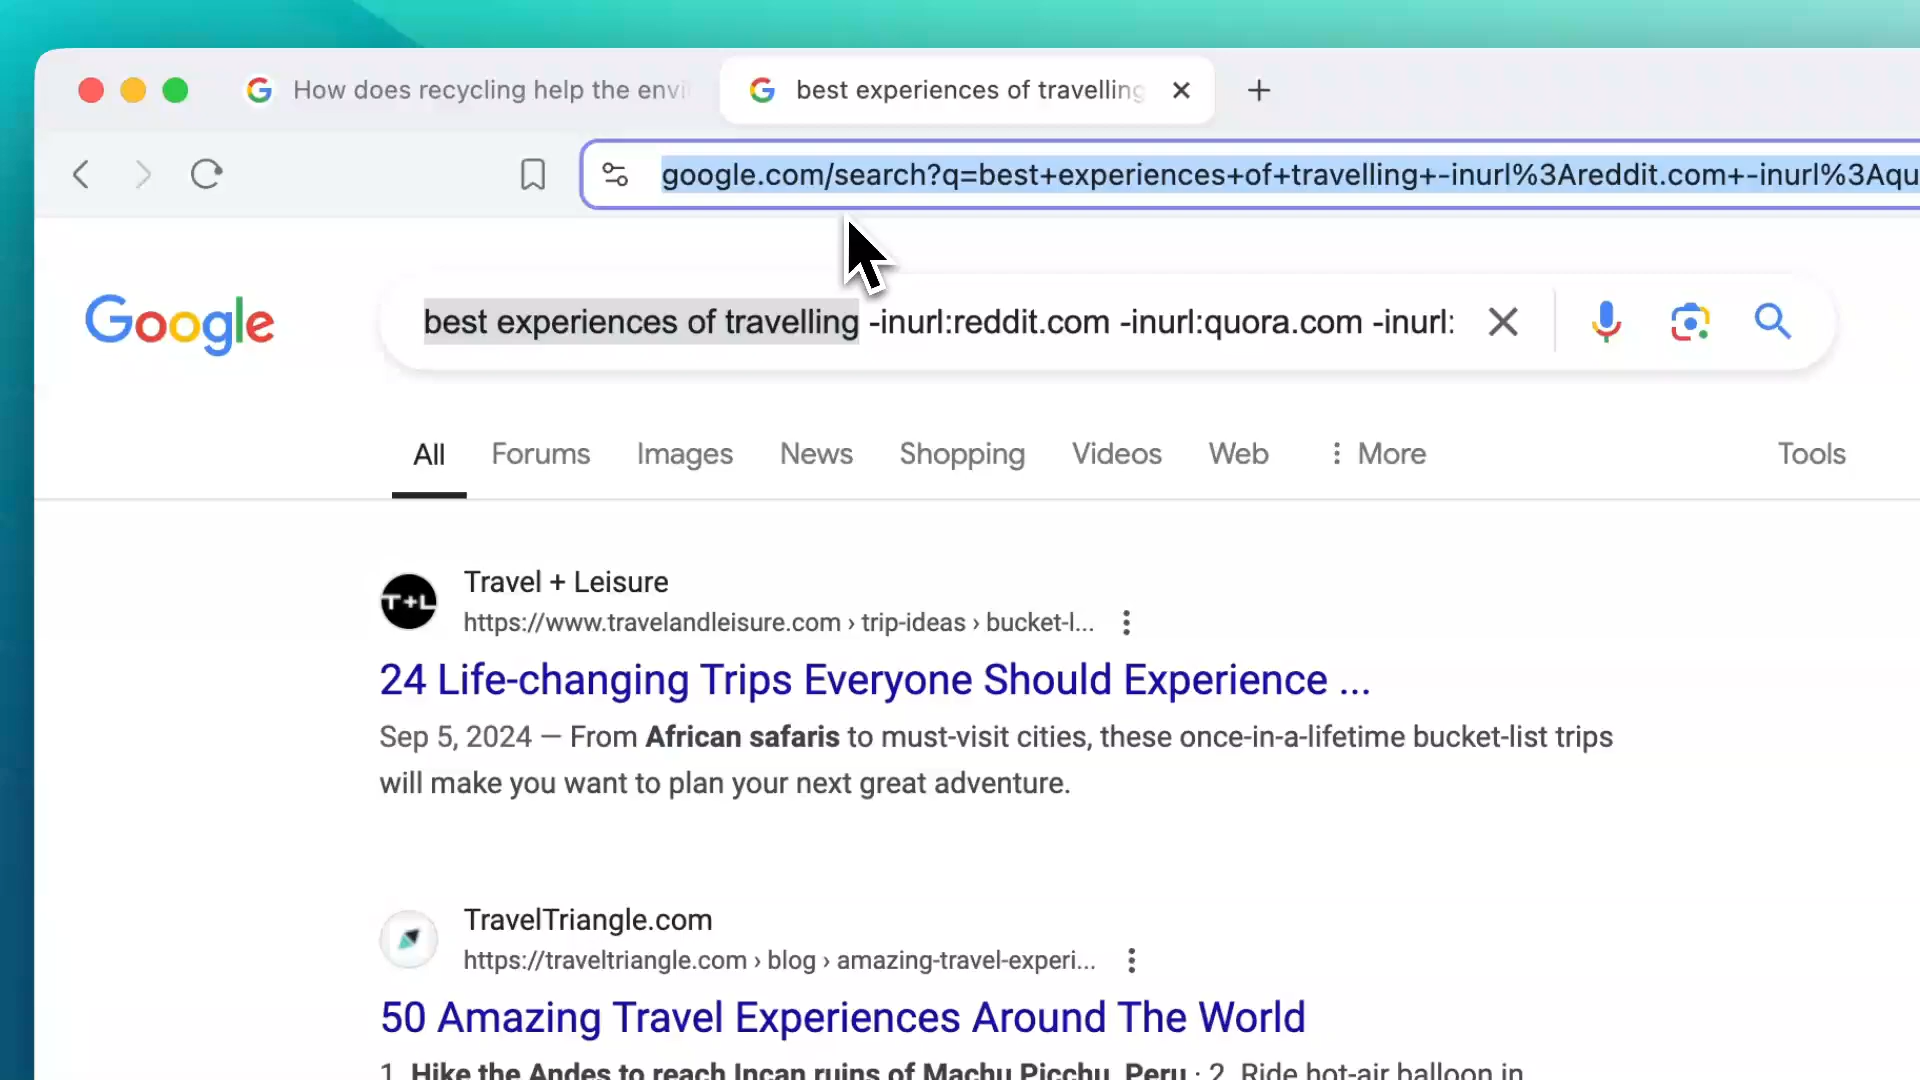 How does recycling help the envi
best experiences of travelling
google.com/search?q=best+experiences+of+travelling+-inurl%3Areddit.com+-inurl%3Aqu
Google
best experiences of travelling -inurl:reddit.com -inurl:quora.com -inurl:
All Forums Images News Shopping Videos Web More Tools
T+L
Travel + Leisure
https://www.travelandleisure.com › trip-ideas › bucket-l...
24 Life-changing Trips Everyone Should Experience ...
Sep 5, 2024 — From African safaris to must-visit cities, these once-in-a-lifetime bucket-list trips
will make you want to plan your next great adventure.
TravelTriangle.com
https://traveltriangle.com › blog › amazing-travel-experi...
50 Amazing Travel Experiences Around The World
1. Hike the Andes to reach Incan ruins of Machu Picchu, Peru · 2. Ride hot-air balloon in